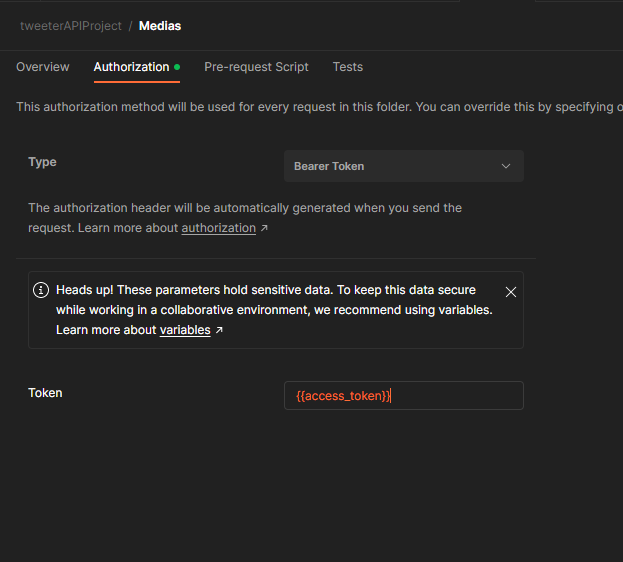 tweeterAPIProject / Medias
Overview Authorization Pre-request Script Tests
This authorization method will be used for every request in this folder. You can override this by specifying o
Type Bearer Token
The authorization header will be automatically generated when you send the
request. Learn more about authorization ↗
Heads up! These parameters hold sensitive data. To keep this data secure
while working in a collaborative environment, we recommend using variables.
Learn more about variables ↗
Token {{access_token}}